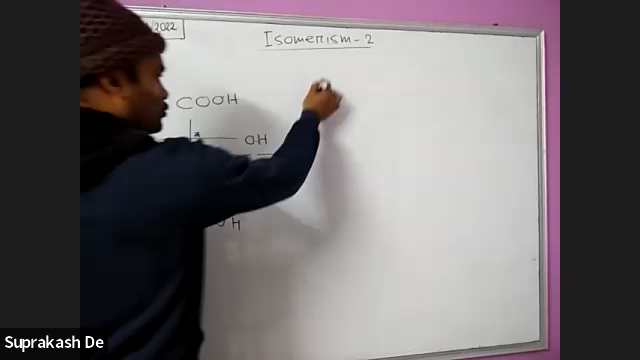 /2022
Isomerism-2
COOH
*
OH
OH
Suprakash De